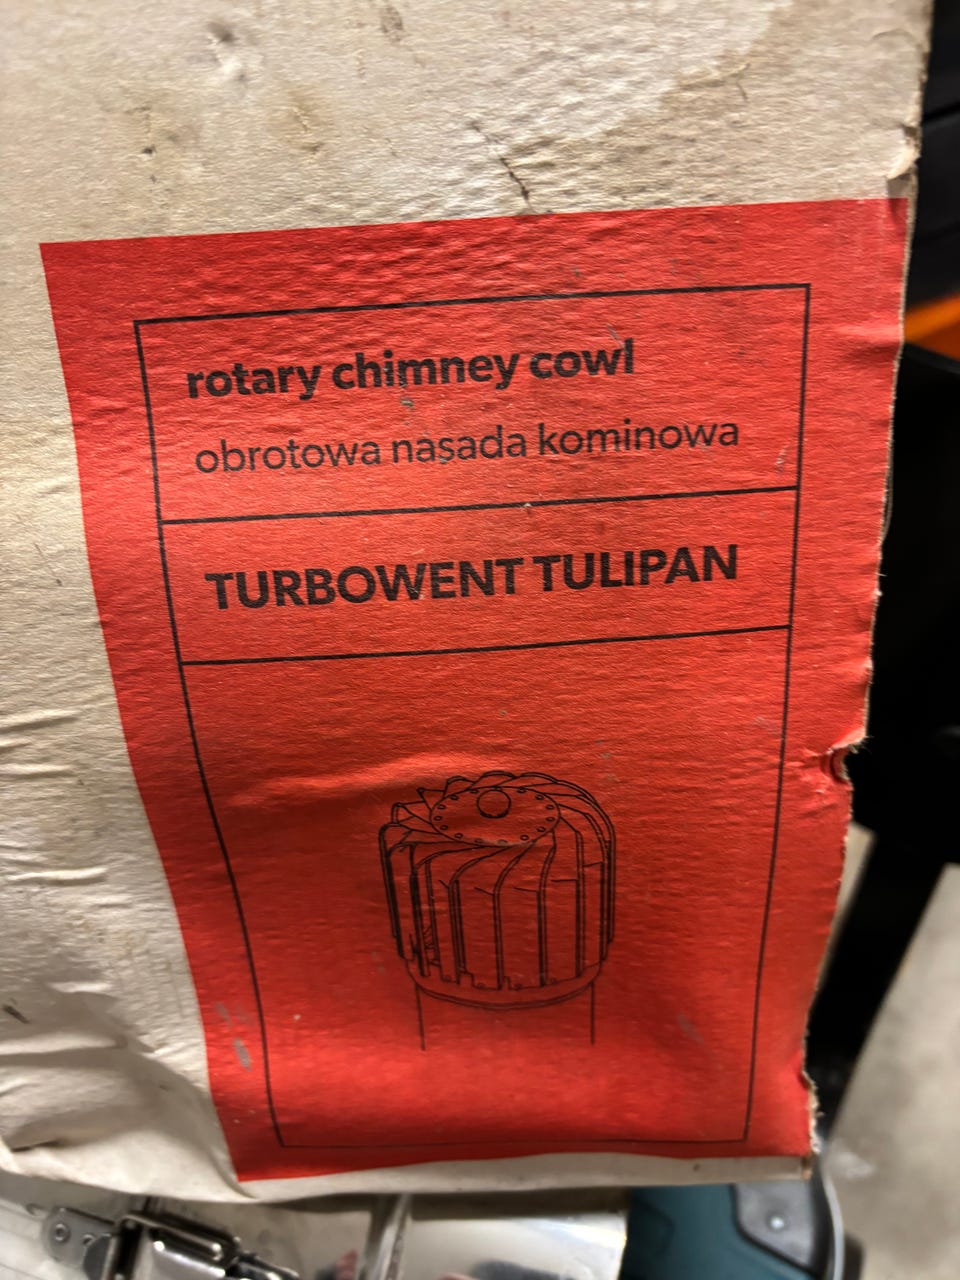 rotary chimney cowl
obrotowa nasada kominowa
TURBOWENT TULIPAN